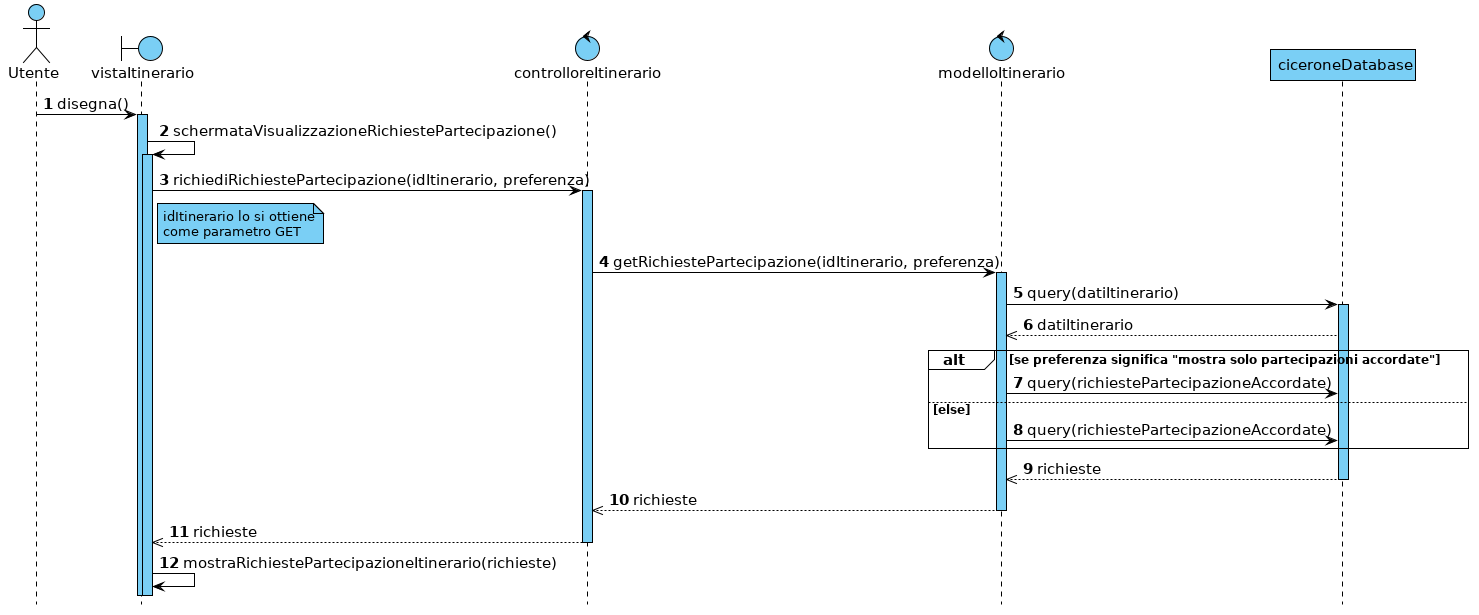 Utente
vistaItinerario
controlloreItinerario
modelloItinerario
ciceroneDatabase
1 disegna()
2 schermataVisualizzazioneRichiestePartecipazione()
3 richiediRichiestePartecipazione(idItinerario, preferenza)
idItinerario lo si ottiene
come parametro GET
4 getRichiestePartecipazione(idItinerario, preferenza)
5 query(datiItinerario)
6 datiItinerario
alt [se preferenza significa "mostra solo partecipazioni accordate"]
7 query(richiestePartecipazioneAccordate)
[else]
8 query(richiestePartecipazioneAccordate)
9 richieste
10 richieste
11 richieste
12 mostraRichiestePartecipazioneItinerario(richieste)